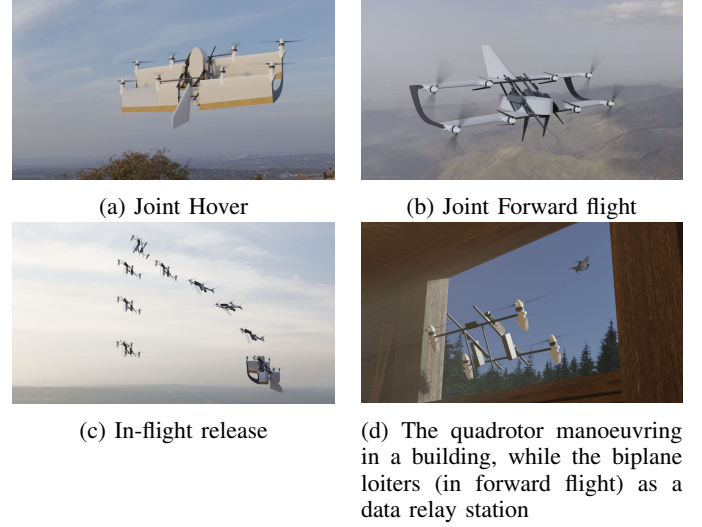 (a) Joint Hover
(b) Joint Forward flight
(c) In-flight release
(d) The quadrotor manoeuvring
in a building, while the biplane
loiters (in forward flight) as a
data relay station